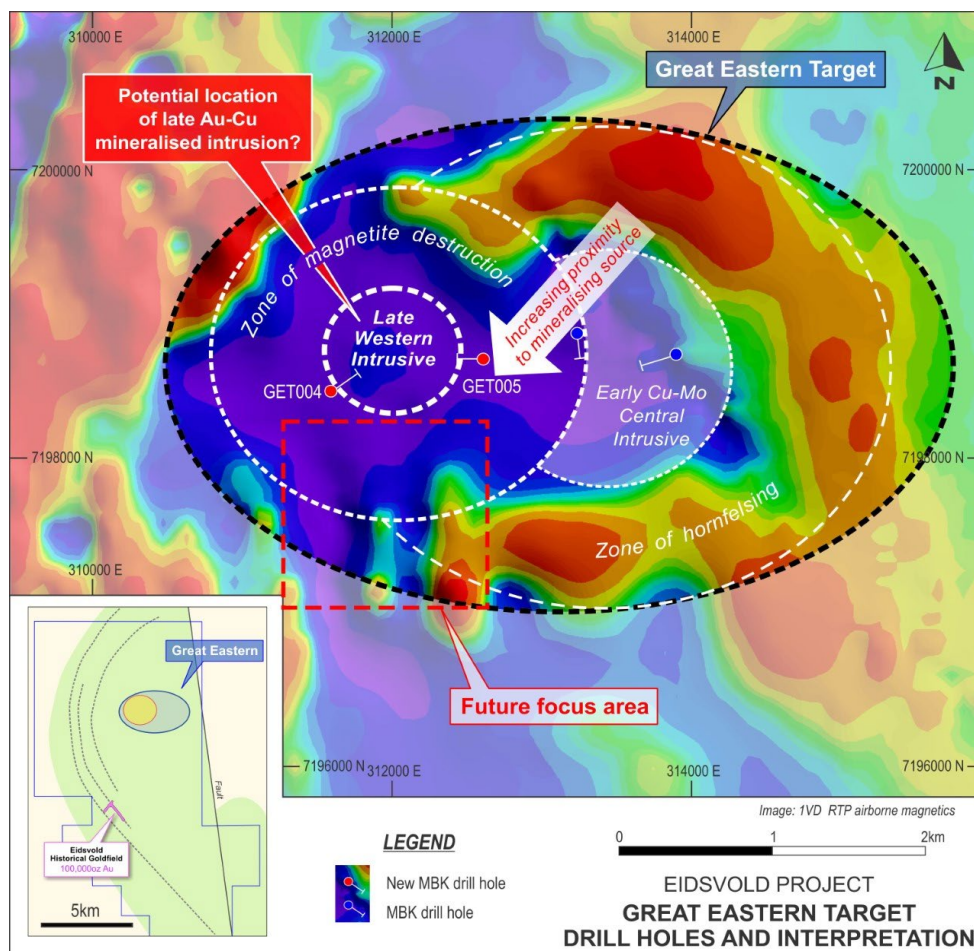 310000 E
312000 E
314000 E
Great Eastern Target
N
Potential location
of late Au-Cu
mineralised intrusion?
7200000 N
7200000 N
Zone of magnetite destruction
Increasing proximity
to mineralising source
Late
Western
Intrusive
GET004
GET005
Early Cu-Mo
Central
Intrusive
7198000 N
7198000 N
Zone of hornfelsing
310000 E
Future focus area
7196000 N
312000 E
314000 E
7196000 N
Great Eastern
Fault
Eidsvold
Historical Goldfield
100,000oz Au
5km
Image: 1VD RTP airborne magnetics
LEGEND
New MBK drill hole
MBK drill hole
0
1
2km
EIDSVOLD PROJECT
GREAT EASTERN TARGET
DRILL HOLES AND INTERPRETATION